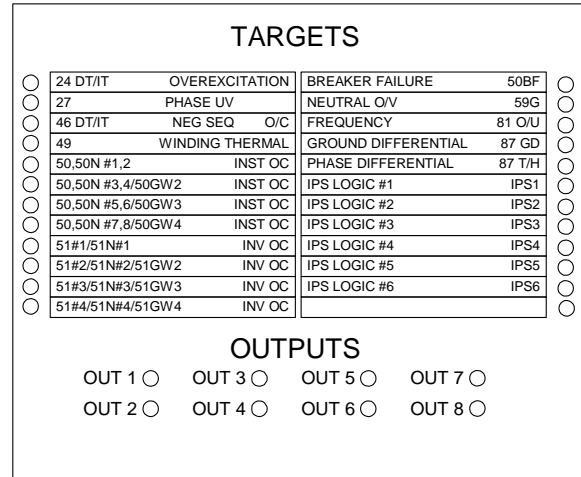 TARGETS
24 DT/IT OVEREXCITATION BREAKER FAILURE 50BF
27 PHASE UV NEUTRAL O/V 59G
46 DT/IT NEG SEQ O/C FREQUENCY 81 O/U
49 WINDING THERMAL GROUND DIFFERENTIAL 87 GD
50,50N #1,2 INST OC PHASE DIFFERENTIAL 87 T/H
50,50N #3,4/50GW2 INST OC IPS LOGIC #1 IPS1
50,50N #5,6/50GW3 INST OC IPS LOGIC #2 IPS2
50,50N #7,8/50GW4 INST OC IPS LOGIC #3 IPS3
51#1/51N#1 INV OC IPS LOGIC #4 IPS4
51#2/51N#2/51GW2 INV OC IPS LOGIC #5 IPS5
51#3/51N#3/51GW3 INV OC IPS LOGIC #6 IPS6
51#4/51N#4/51GW4 INV OC
OUTPUTS
OUT 1 OUT 3 OUT 5 OUT 7
OUT 2 OUT 4 OUT 6 OUT 8